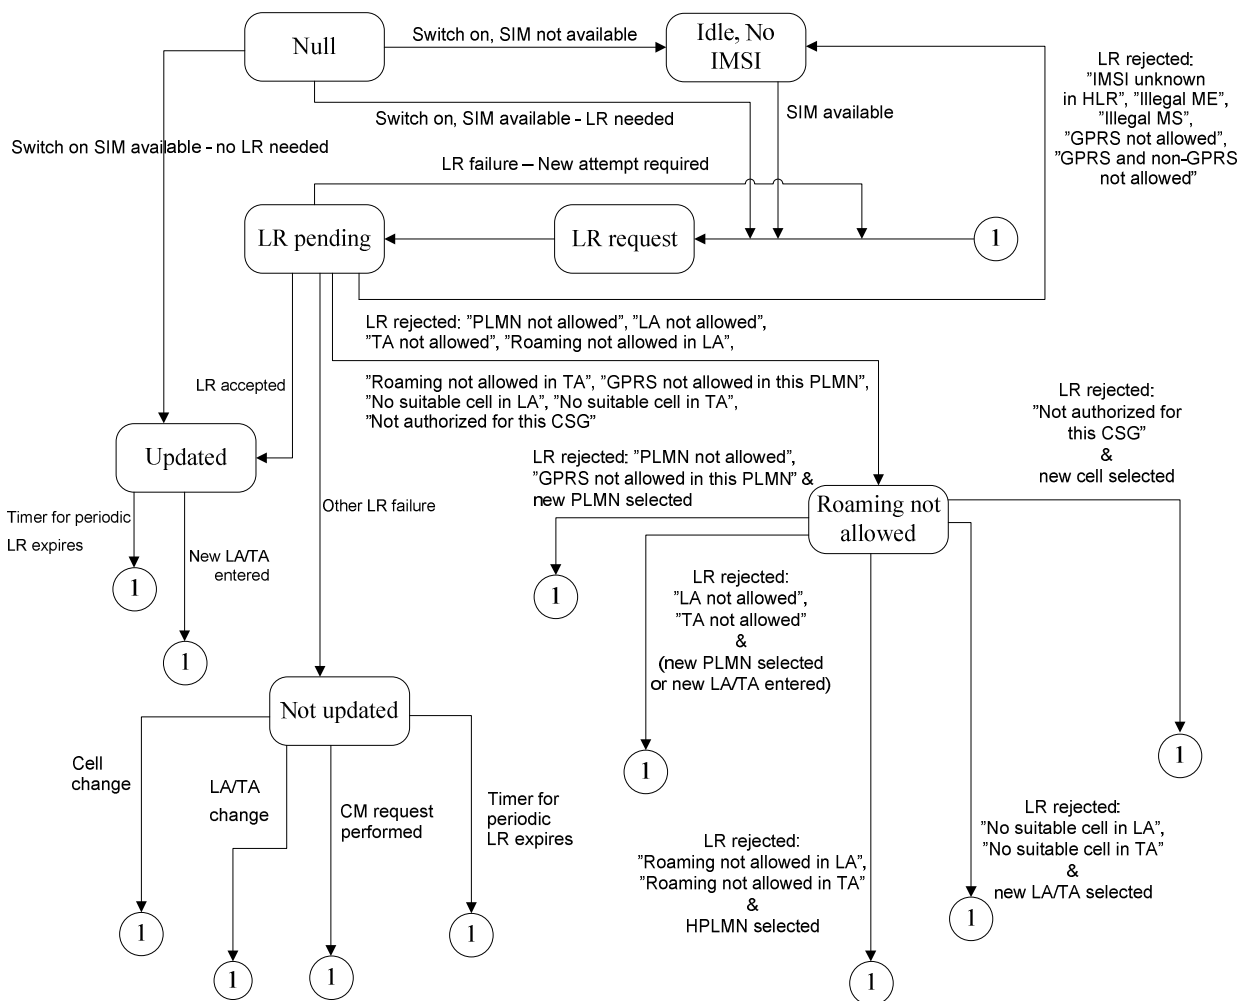 Null
Switch on, SIM not available
Idle, No
IMSI
LR rejected:
"IMSI unknown
in HLR", "Illegal ME",
"Illegal MS",
"GPRS not allowed",
"GPRS and non-GPRS
not allowed"
Switch on, SIM available - LR needed
SIM available
Switch on SIM available - no LR needed
LR failure – New attempt required
LR pending
LR request
1
LR rejected: "PLMN not allowed", "LA not allowed",
"TA not allowed", "Roaming not allowed in LA",
"Roaming not allowed in TA", "GPRS not allowed in this PLMN",
"No suitable cell in LA", "No suitable cell in TA",
"Not authorized for this CSG"
LR accepted
LR rejected:
"Not authorized for
this CSG"
&
new cell selected
Updated
LR rejected: "PLMN not allowed",
"GPRS not allowed in this PLMN" &
new PLMN selected
Other LR failure
Roaming not
allowed
Timer for periodic
LR expires
New LA/TA
entered
1
1
1
LR rejected:
"LA not allowed",
"TA not allowed"
&
(new PLMN selected
or new LA/TA entered)
1
1
Not updated
Cell
change
LA/TA
change
CM request
performed
Timer for
periodic
LR expires
LR rejected:
"Roaming not allowed in LA",
"Roaming not allowed in TA"
&
HPLMN selected
LR rejected:
"No suitable cell in LA",
"No suitable cell in TA"
&
new LA/TA selected
1
1
1
1
1
1